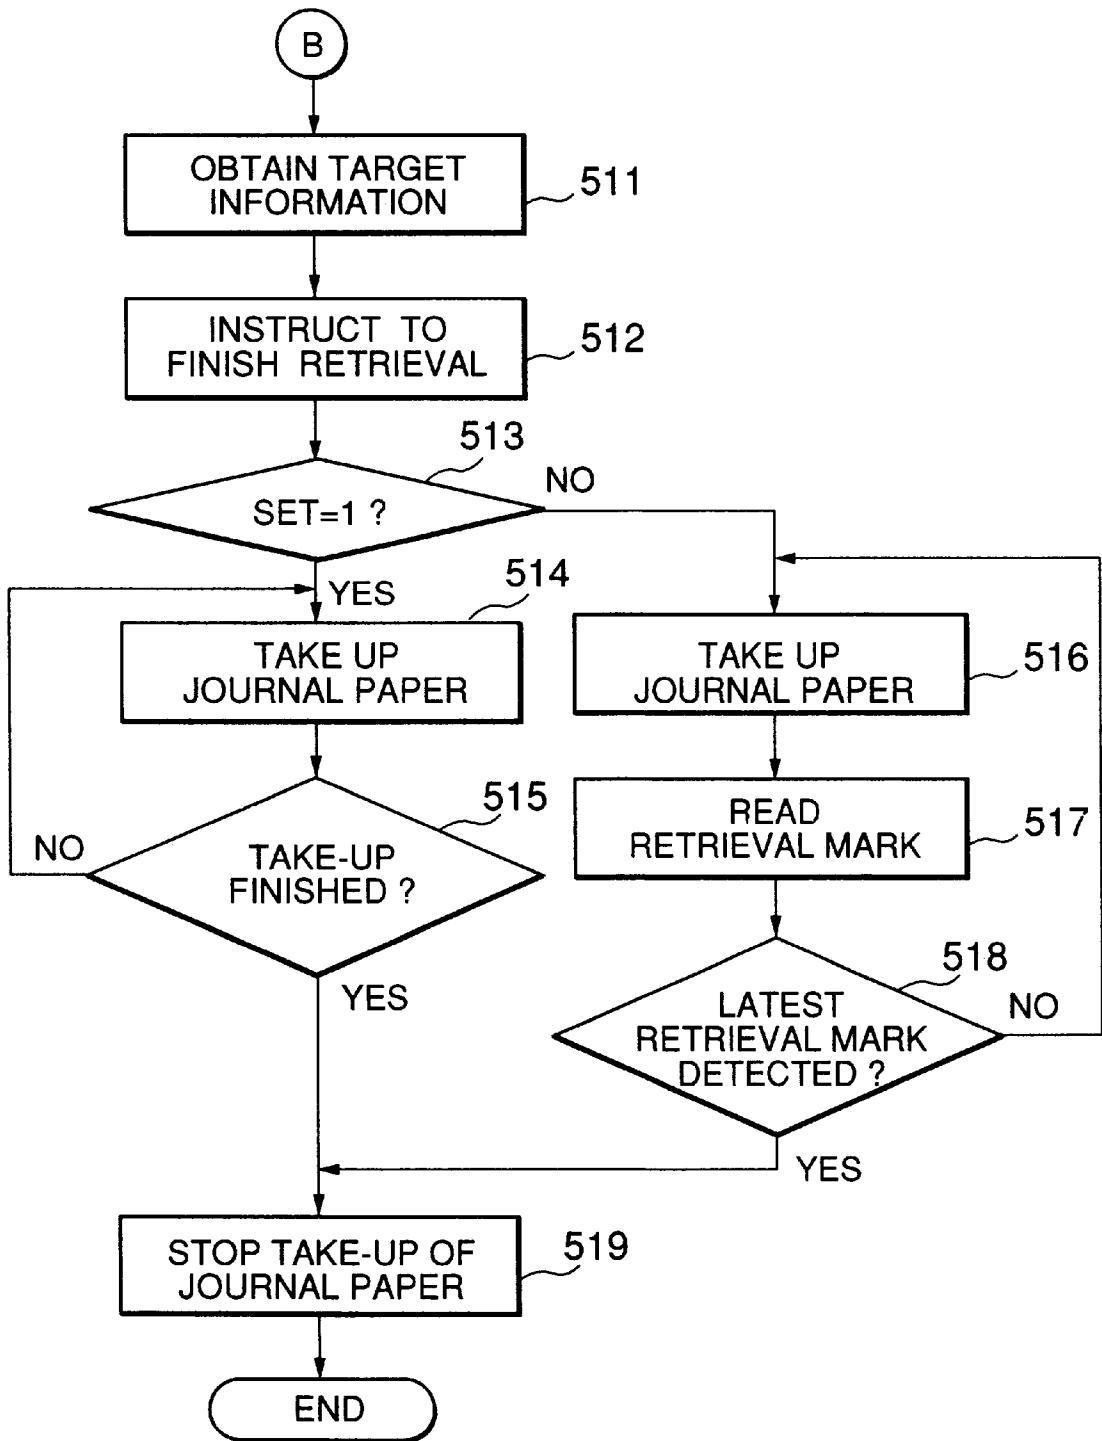 B
OBTAIN TARGET
INFORMATION
511
INSTRUCT TO
FINISH RETRIEVAL
512
513
SET=1 ?
NO
YES
514
TAKE UP
JOURNAL PAPER
515
TAKE-UP
FINISHED ?
NO
YES
TAKE UP
JOURNAL PAPER
516
READ
RETRIEVAL MARK
517
518
LATEST
RETRIEVAL MARK
DETECTED ?
NO
YES
STOP TAKE-UP OF
JOURNAL PAPER
519
END